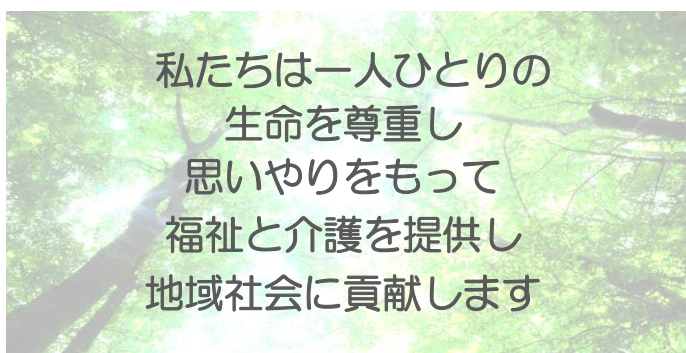 私たちは一人ひとりの
生命を尊重し
思いやりをもって
福祉と介護を提供し
地域社会に貢献します